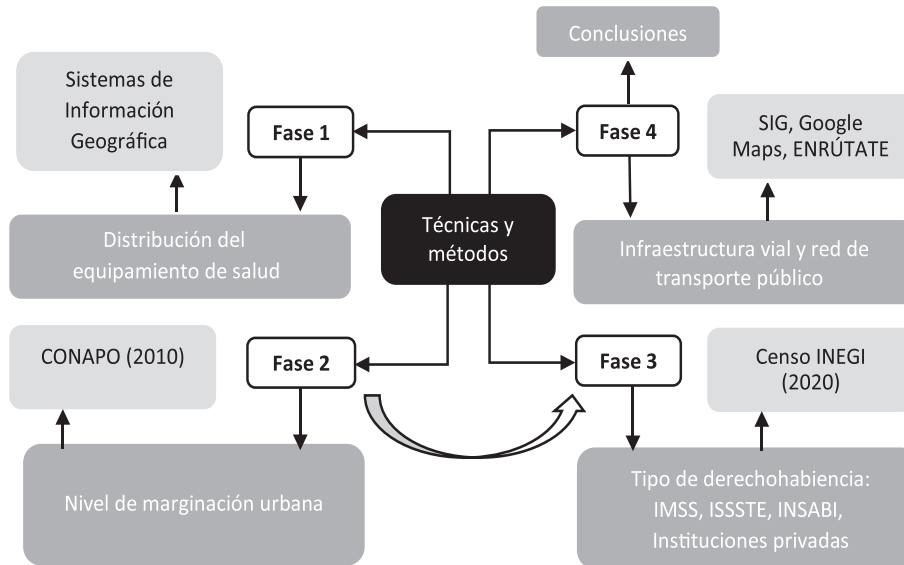 Conclusiones
Sistemas de
Información
Geográfica
Fase 1
Fase 4
SIG, Google
Maps, ENRÚTATE
Técnicas y
métodos
Distribución del
equipamiento de salud
Infraestructura vial y red de
transporte público
CONAPO (2010)
Fase 2
Fase 3
Censo INEGI
(2020)
Nivel de marginación urbana
Tipo de derechohabiencia:
IMSS, ISSSTE, INSABI,
Instituciones privadas